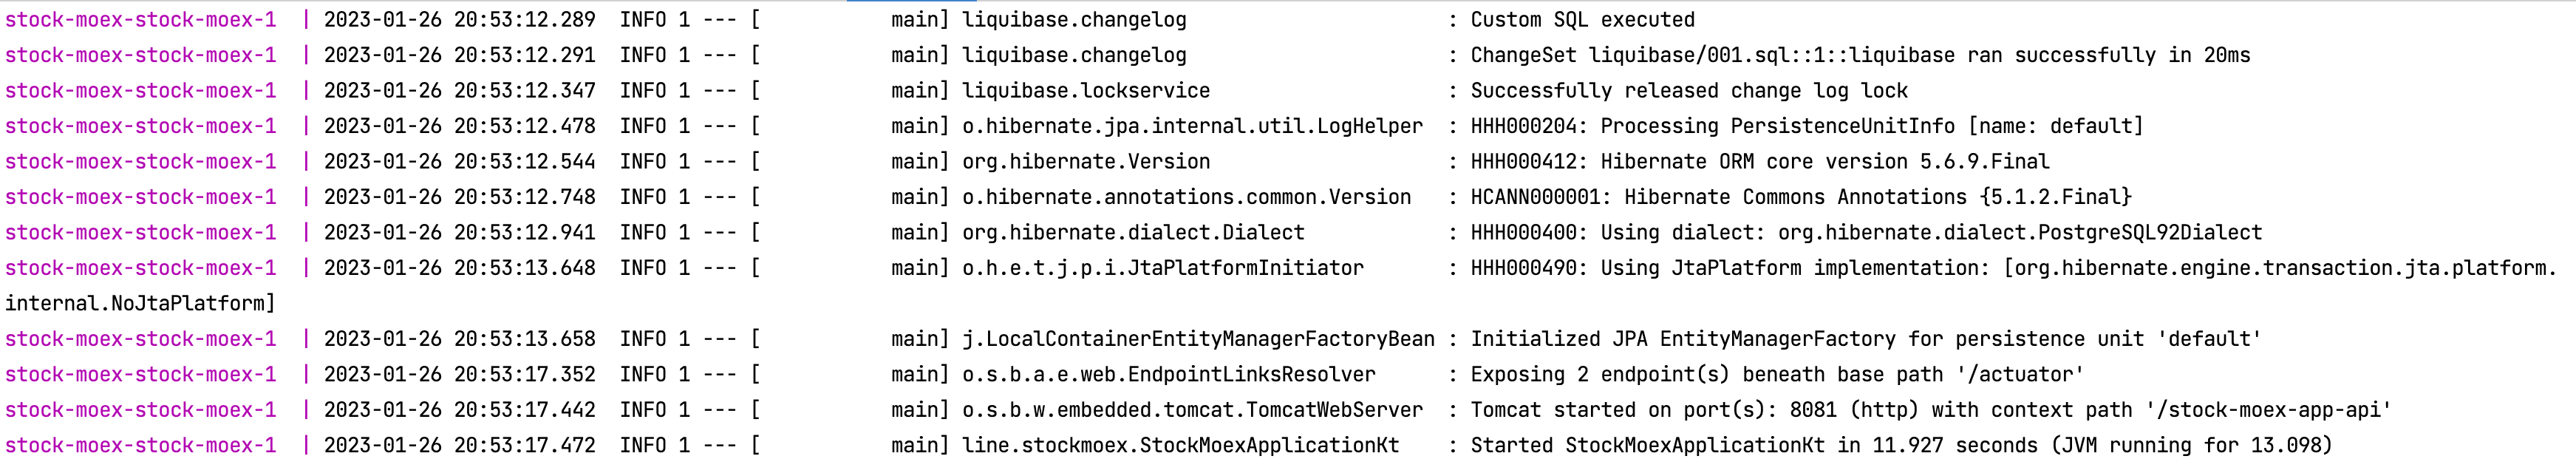 stock-moex-stock-moex-1  | 2023-01-26 20:53:12.289  INFO 1 --- [           main] liquibase.changelog                      : Custom SQL executed
stock-moex-stock-moex-1  | 2023-01-26 20:53:12.291  INFO 1 --- [           main] liquibase.changelog                      : ChangeSet liquibase/001.sql::1::liquibase ran successfully in 20ms
stock-moex-stock-moex-1  | 2023-01-26 20:53:12.347  INFO 1 --- [           main] liquibase.lockservice                    : Successfully released change log lock
stock-moex-stock-moex-1  | 2023-01-26 20:53:12.478  INFO 1 --- [           main] o.hibernate.jpa.internal.util.LogHelper  : HHH000204: Processing PersistenceUnitInfo [name: default]
stock-moex-stock-moex-1  | 2023-01-26 20:53:12.544  INFO 1 --- [           main] org.hibernate.Version                    : HHH000412: Hibernate ORM core version 5.6.9.Final
stock-moex-stock-moex-1  | 2023-01-26 20:53:12.748  INFO 1 --- [           main] o.hibernate.annotations.common.Version   : HCANN000001: Hibernate Commons Annotations {5.1.2.Final}
stock-moex-stock-moex-1  | 2023-01-26 20:53:12.941  INFO 1 --- [           main] org.hibernate.dialect.Dialect            : HHH000400: Using dialect: org.hibernate.dialect.PostgreSQL92Dialect
stock-moex-stock-moex-1  | 2023-01-26 20:53:13.648  INFO 1 --- [           main] o.h.e.t.j.p.i.JtaPlatformInitiator       : HHH000490: Using JtaPlatform implementation: [org.hibernate.engine.transaction.jta.platform.
internal.NoJtaPlatform]
stock-moex-stock-moex-1  | 2023-01-26 20:53:13.658  INFO 1 --- [           main] j.LocalContainerEntityManagerFactoryBean : Initialized JPA EntityManagerFactory for persistence unit 'default'
stock-moex-stock-moex-1  | 2023-01-26 20:53:17.352  INFO 1 --- [           main] o.s.b.a.e.web.EndpointLinksResolver      : Exposing 2 endpoint(s) beneath base path '/actuator'
stock-moex-stock-moex-1  | 2023-01-26 20:53:17.442  INFO 1 --- [           main] o.s.b.w.embedded.tomcat.TomcatWebServer  : Tomcat started on port(s): 8081 (http) with context path '/stock-moex-app-api'
stock-moex-stock-moex-1  | 2023-01-26 20:53:17.472  INFO 1 --- [           main] line.stockmoex.StockMoexApplicationKt    : Started StockMoexApplicationKt in 11.927 seconds (JVM running for 13.098)